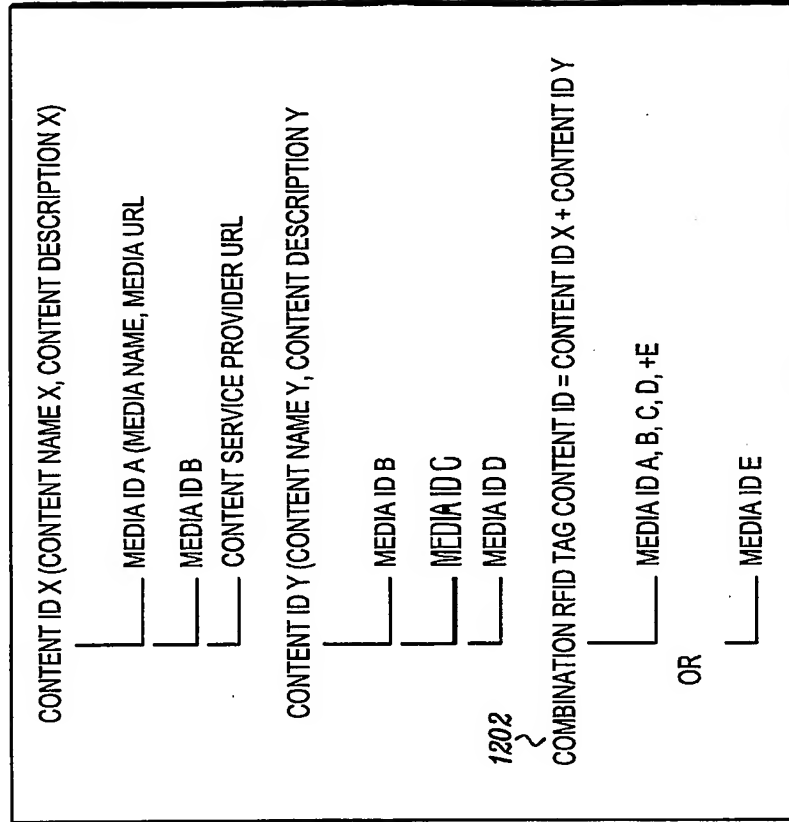 CONTENT ID X (CONTENT NAME X, CONTENT DESCRIPTION X)
MEDIA ID A (MEDIA NAME, MEDIA URL
MEDIA ID B
CONTENT SERVICE PROVIDER URL
CONTENT ID Y (CONTENT NAME Y, CONTENT DESCRIPTION Y
MEDIA ID B
MEDIA ID C
MEDIA ID D
1202
COMBINATION RFID TAG CONTENT ID = CONTENT ID X + CONTENT ID Y
MEDIA ID A, B, C, D, +E
OR
MEDIA ID E